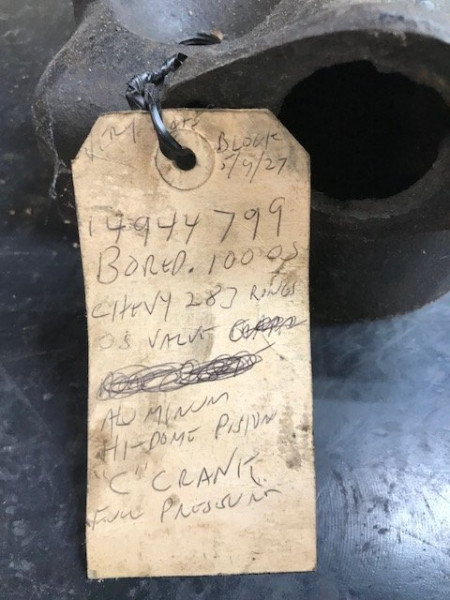 BLOCK
5/9/27
14944799
BORED .100 OS
CHEVY 283 RINGS
OS VALVE
ALUMINUM
HI-DOME PISTON
"C" CRANK
FULL PRESSURE